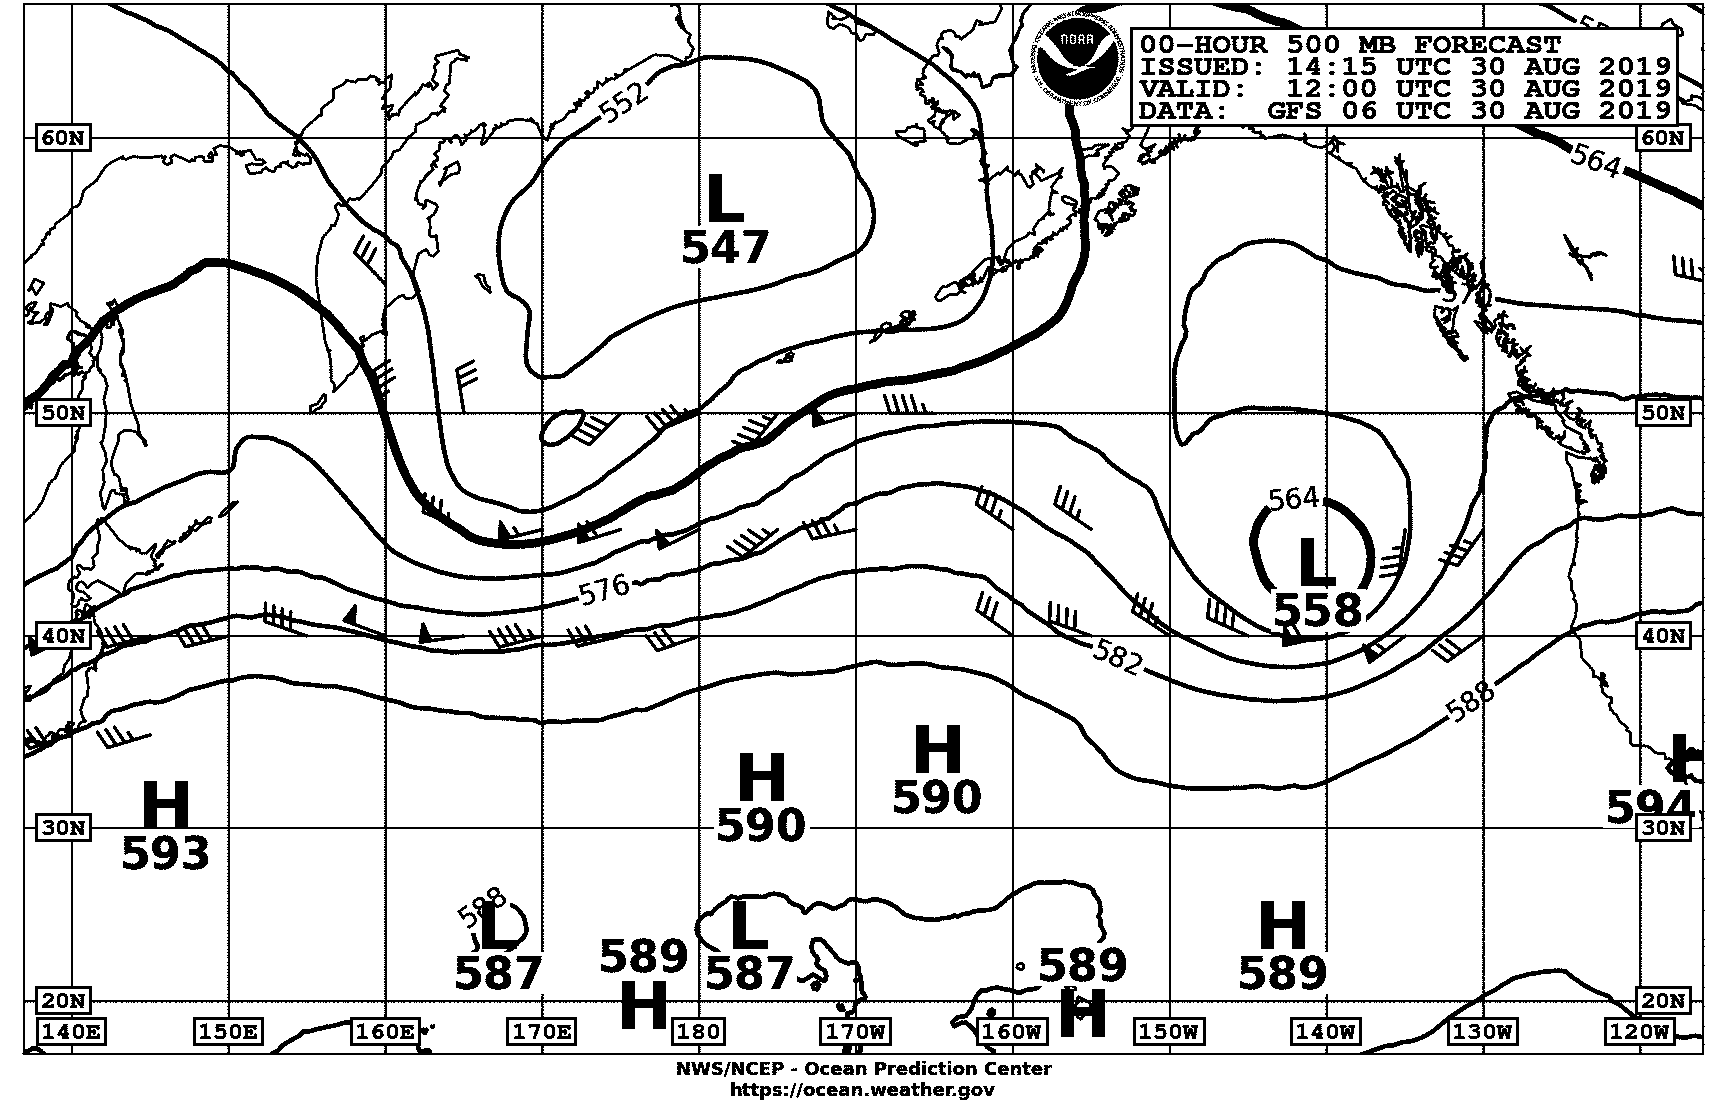 NOAA
00-HOUR 500 MB FORECAST
ISSUED: 14:15 UTC 30 AUG 2019
VALID: 12:00 UTC 30 AUG 2019
DATA: GFS 06 UTC 30 AUG 2019
552
60N
60N
564
L
547
50N
50N
564
L
558
576
40N
40N
582
588
H
590
H
590
H
593
L
594
30N
30N
588
L
587
589
H
L
587
589
H
H
589
20N
20N
140E 150E 160E 170E 180 170W 160W 150W 140W 130W 120W
NWS/NCEP - Ocean Prediction Center
https://ocean.weather.gov